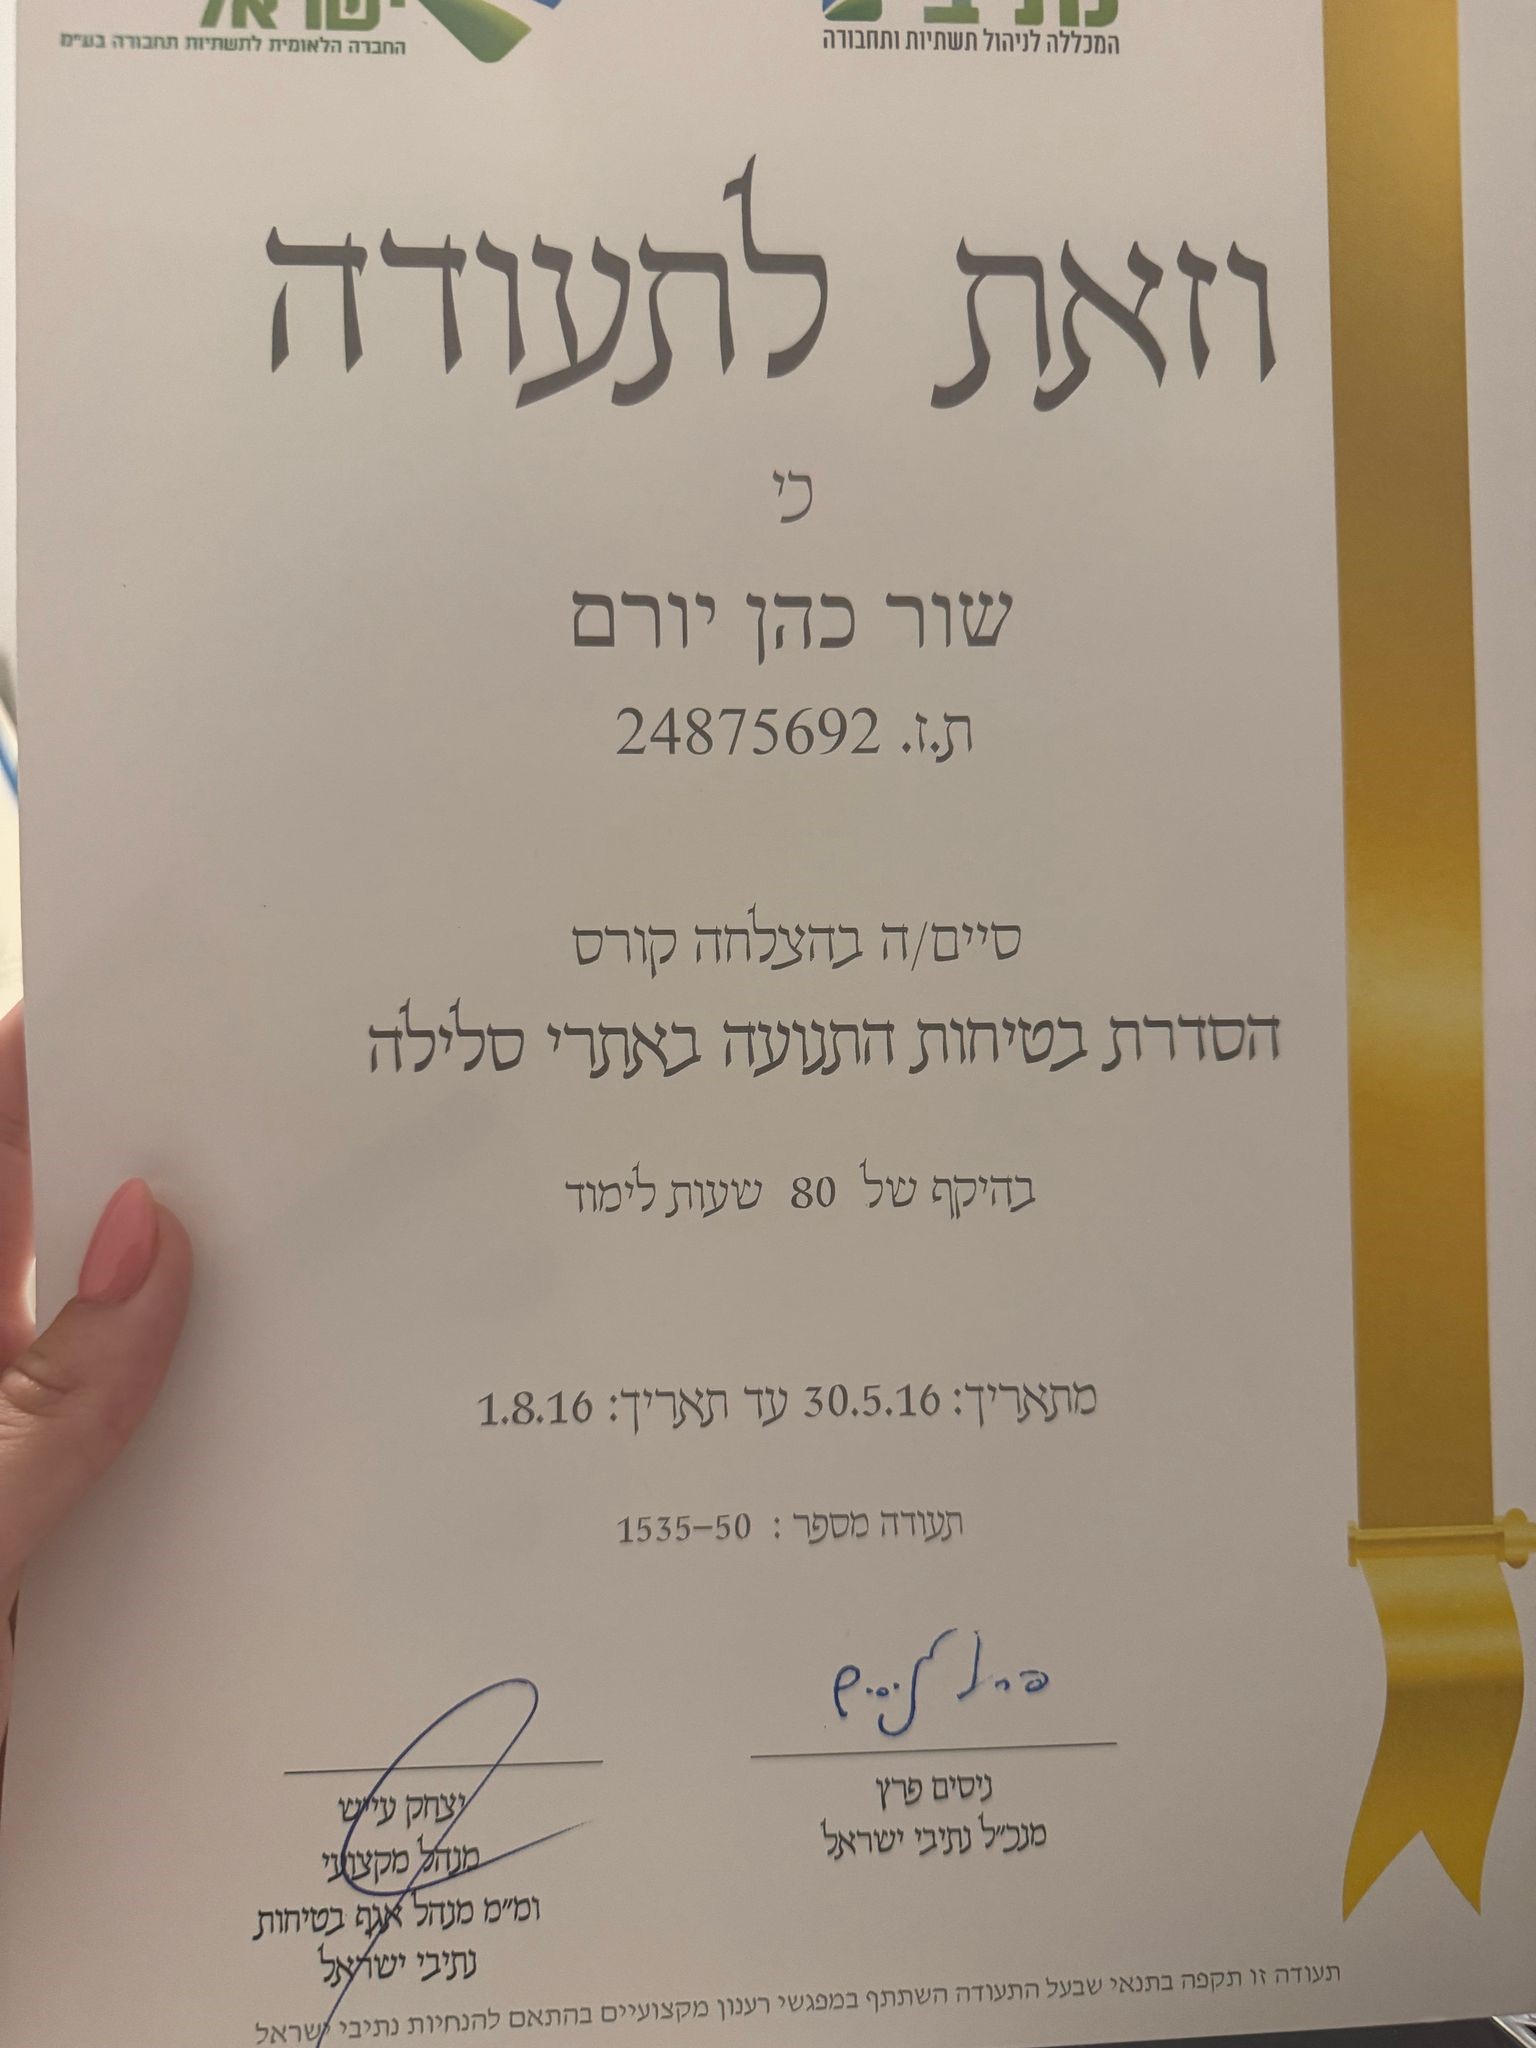 ישראל
החברה הלאומית לתשתיות תחבורה בע״מ
המכללה לניהול תשתיות ותחבורה
וזאת לתעודה
כי
שור כהן יורם
ת.ז. 24875692
סיים/ה בהצלחה קורס
הסדרת בטיחות התנועה באתרי סלילה
בהיקף של 80 שעות לימוד
מתאריך: 30.5.16 עד תאריך: 1.8.16
תעודה מספר : 1535-50
ניסים פרץ
מנכ״ל נתיבי ישראל
יצחק עייש
מנהל מקצועי
ומ״מ מנהל אגף בטיחות
נתיבי ישראל
תעודה זו תקפה בתנאי שבעל התעודה השתתף במפגשי רענון מקצועיים בהתאם להנחיות נתיבי ישראל